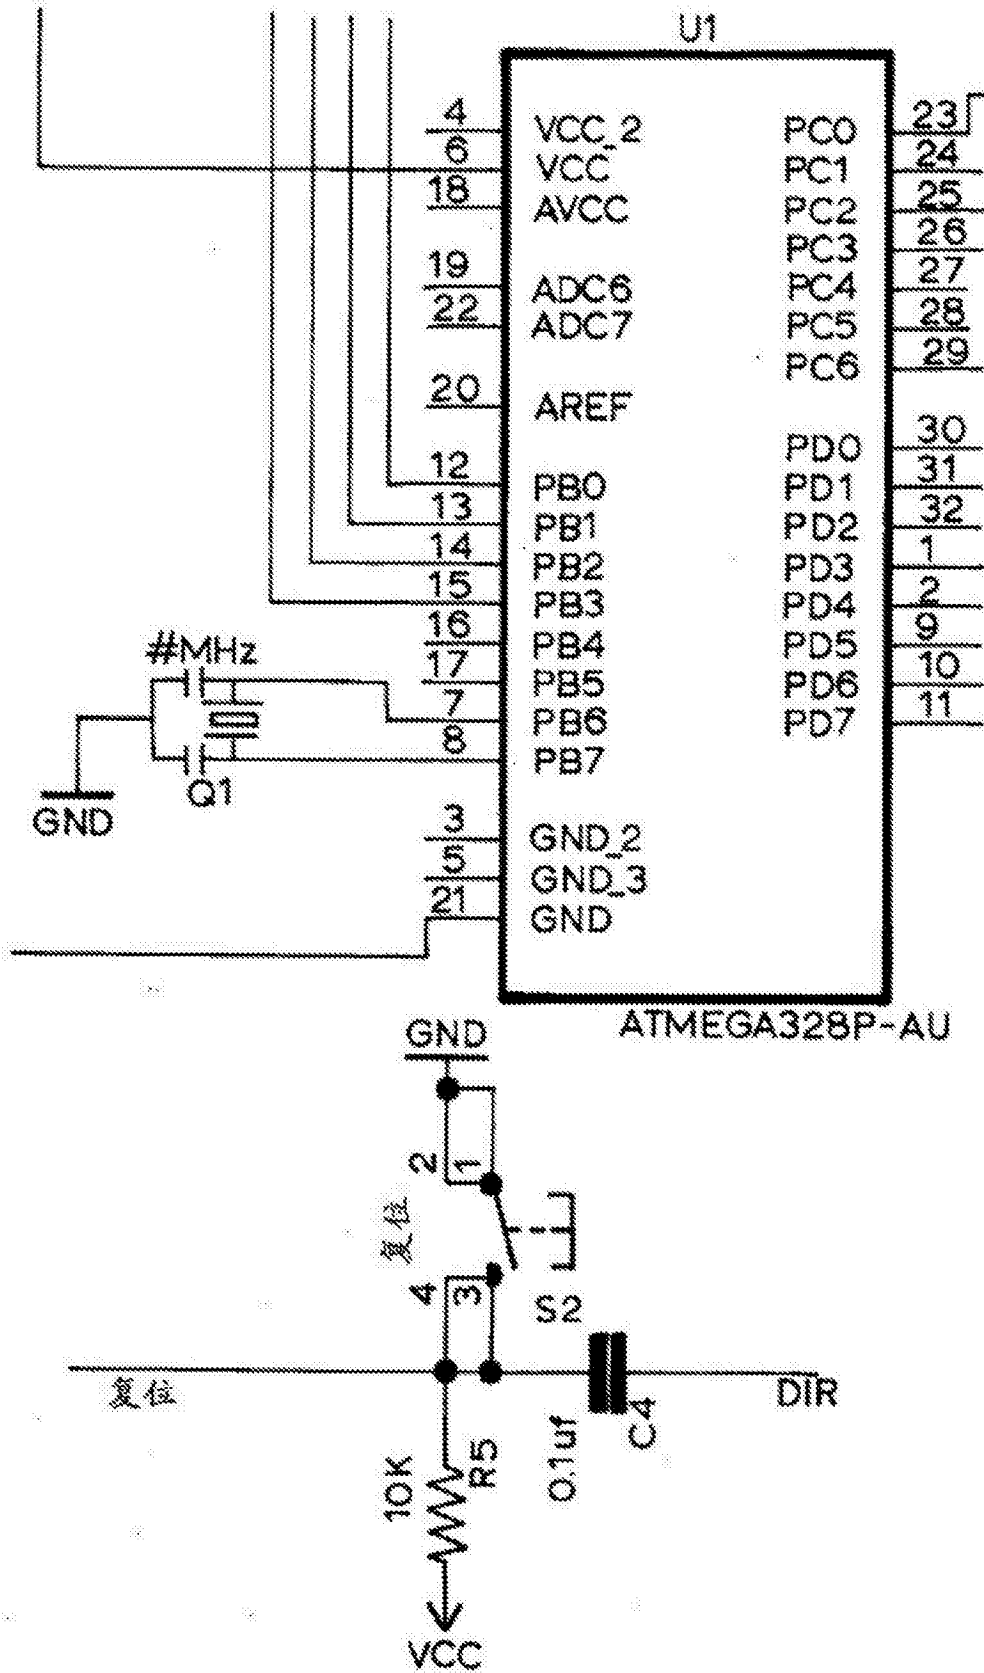 U1
4 VCC_2 PC0 23
6 VCC PC1 24
18 AVCC PC2 25
PC3 26
19 ADC6 PC4 27
22 ADC7 PC5 28
PC6 29
20 AREF
PD0 30
12 PB0 PD1 31
13 PB1 PD2 32
14 PB2 PD3 1
15 PB3 PD4 2
16 PB4 PD5 9
17 PB5 PD6 10
7 PB6 PD7 11
8 PB7
#MHz
Q1
GND
3 GND_2
5 GND_3
21 GND
ATMEGA328P-AU
GND
2 1
复位
4 3
S2
复位
DIR
10K
R5
0.1uf
C4
VCC